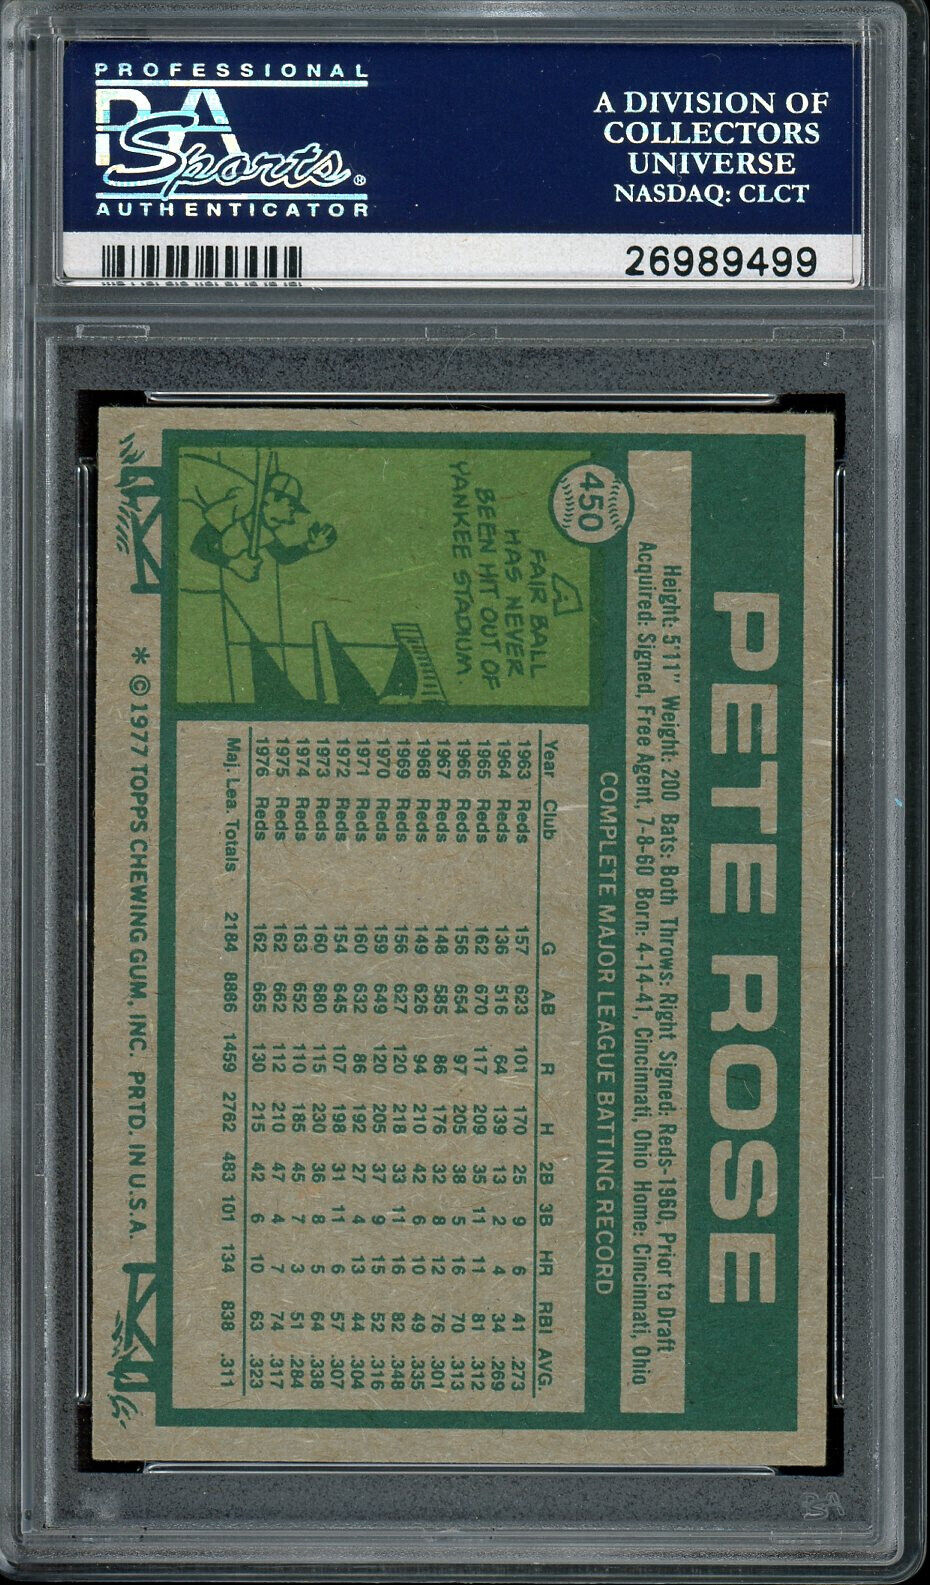 PROFESSIONAL
PSA
Sports®
AUTHENTICATOR
A DIVISION OF
COLLECTORS
UNIVERSE
NASDAQ: CLCT
26989499
PETE ROSE
450
Height: 5'11" Weight: 200 Bats: Both Throws: Right Signed: Reds-1960, Prior to Draft
Acquired: Signed, Free Agent, 7-8-60 Born: 4-14-41, Cincinnati, Ohio Home: Cincinnati, Ohio
A
FAIR BALL
HAS NEVER
BEEN HIT OUT OF
YANKEE STADIUM.
COMPLETE MAJOR LEAGUE BATTING RECORD
Year Club G AB R H 2B 3B HR RBI AVG.
1963 Reds 157 623 101 170 25 9 6 41 .273
1964 Reds 136 516 64 139 13 2 4 34 .269
1965 Reds 162 670 117 209 35 11 11 81 .312
1966 Reds 156 654 97 205 38 5 16 70 .313
1967 Reds 148 585 86 176 32 8 12 76 .301
1968 Reds 149 626 94 210 42 6 10 49 .335
1969 Reds 156 627 120 218 33 11 16 82 .348
1970 Reds 159 649 120 205 37 9 15 52 .316
1971 Reds 160 632 86 192 27 4 13 44 .304
1972 Reds 154 645 107 198 31 11 6 57 .307
1973 Reds 160 680 115 230 36 8 5 64 .338
1974 Reds 163 652 110 185 45 7 3 51 .284
1975 Reds 162 662 112 210 47 4 7 74 .317
1976 Reds 162 665 130 215 42 6 10 63 .323
Maj. Lea. Totals 2184 8886 1459 2762 483 101 134 838 .311
* © 1977 TOPPS CHEWING GUM, INC. PRTD. IN U.S.A.
PSA